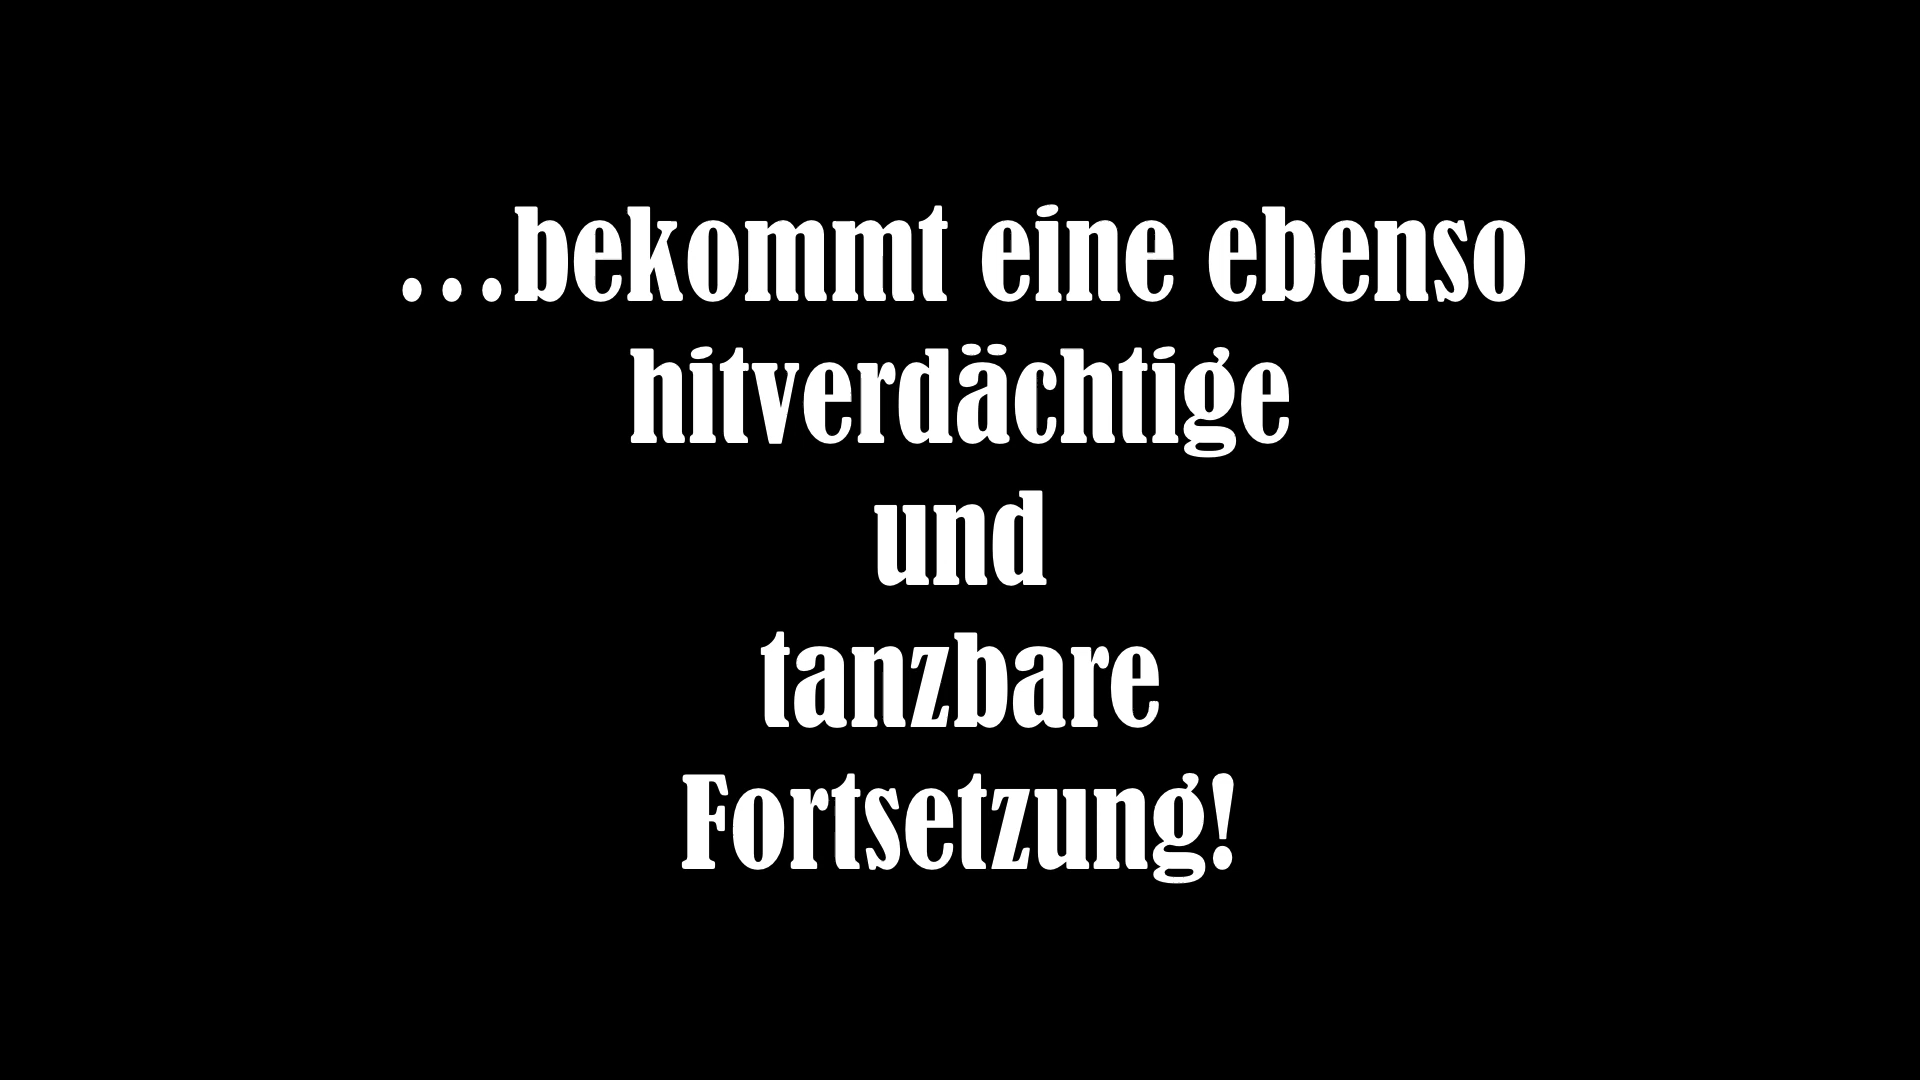 ...bekommt eine ebenso
hitverdächtige
und
tanzbare
Fortsetzung!